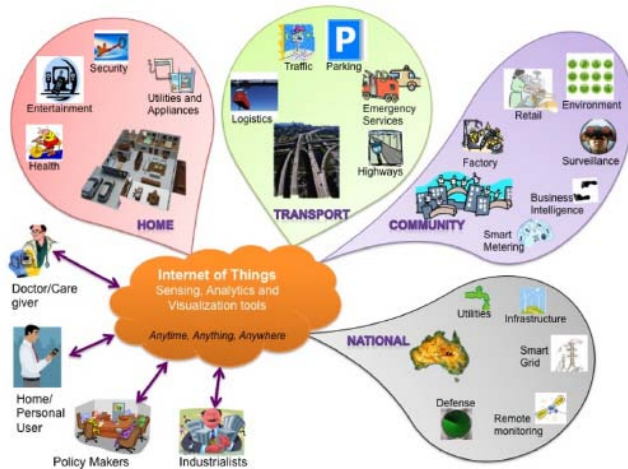 Security
Entertainment
Utilities and
Appliances
Health
HOME
Traffic
P
Parking
Logistics
Emergency
Services
Highways
TRANSPORT
Retail
Environment
Factory
Surveillance
Business
Intelligence
COMMUNITY
Smart
Metering
Internet of Things
Sensing, Analytics and
Visualization tools
Anytime, Anything, Anywhere
Doctor/Care
giver
Home/
Personal
User
Policy Makers
Industrialists
NATIONAL
Utilities
Infrastructure
Smart
Grid
Defense
Remote
monitoring